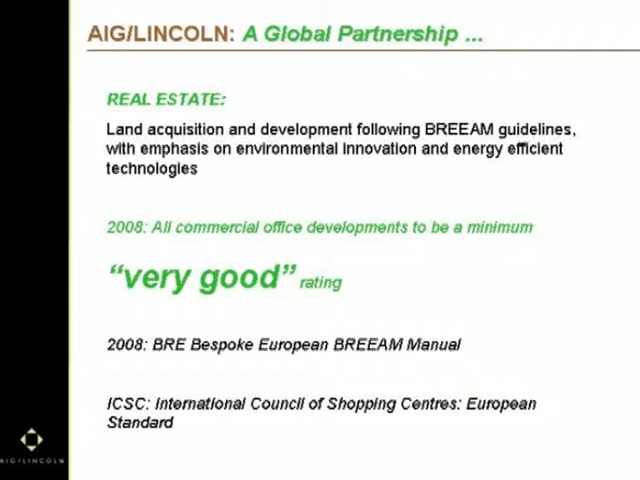 AIG/LINCOLN: A Global Partnership ...
REAL ESTATE:
Land acquisition and development following BREEAM guidelines,
with emphasis on environmental innovation and energy efficient
technologies
2008: All commercial office developments to be a minimum
“very good” rating
2008: BRE Bespoke European BREEAM Manual
ICSC: International Council of Shopping Centres: European
Standard
AIG/LINCOLN